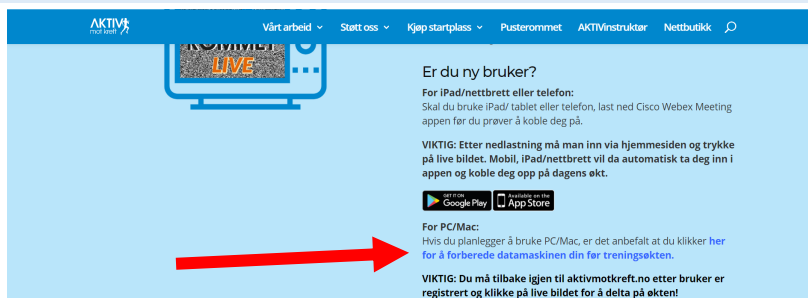 AKTIV
mot kreft
Vårt arbeid
Støtt oss
Kjøp startplass
Pusterommet
AKTIVinstruktør
Nettbutikk
LIVE
Er du ny bruker?
For iPad/nettbrett eller telefon:
Skal du bruke iPad/ tablet eller telefon, last ned Cisco Webex Meeting
appen før du prøver å koble deg på.
VIKTIG: Etter nedlastning må man inn via hjemmesiden og trykke
på live bildet. Mobil, iPad/nettbrett vil da automatisk ta deg inn i
appen og koble deg opp på dagens økt.
GET IT ON
Google Play
Available on the
App Store
For PC/Mac:
Hvis du planlegger å bruke PC/Mac, er det anbefalt at du klikker her
for å forberede datamaskinen din før treningsøkten.
VIKTIG: Du må tilbake igjen til aktivmotkreft.no etter bruker er
registrert og klikke på live bildet for å delta på økten!